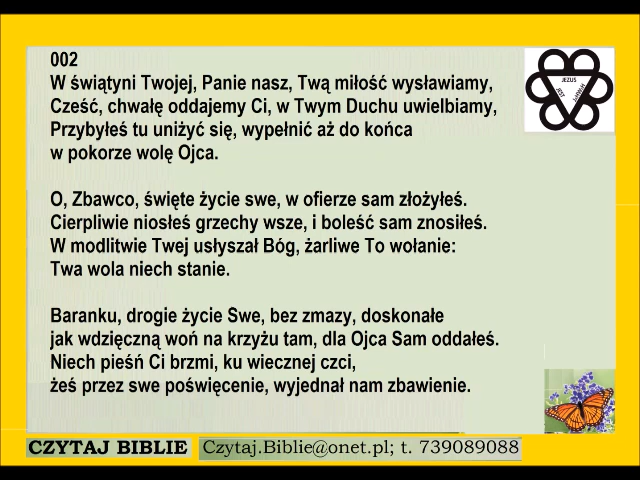 002
W świątyni Twojej, Panie nasz, Twą miłość wysławiamy,
Cześć, chwałę oddajemy Ci, w Twym Duchu uwielbiamy,
Przybyłeś tu uniżyć się, wypełnić aż do końca
w pokorze wolę Ojca.
O, Zbawco, święte życie swe, w ofierze sam złożyłeś.
Cierpliwie niosłeś grzechy wsze, i boleść sam znosiłeś.
W modlitwie Twej usłyszał Bóg, żarliwe To wołanie:
Twa wola niech stanie.
Baranku, drogie życie Swe, bez zmazy, doskonałe
jak wdzięczną woń na krzyżu tam, dla Ojca Sam oddałeś.
Niech pieśń Ci brzmi, ku wiecznej czci,
żeś przez swe poświęcenie, wyjednał nam zbawienie.
JEZUS
JEST
CZYTAJ BIBLIE Czytaj.Biblie@onet.pl; t. 739089088